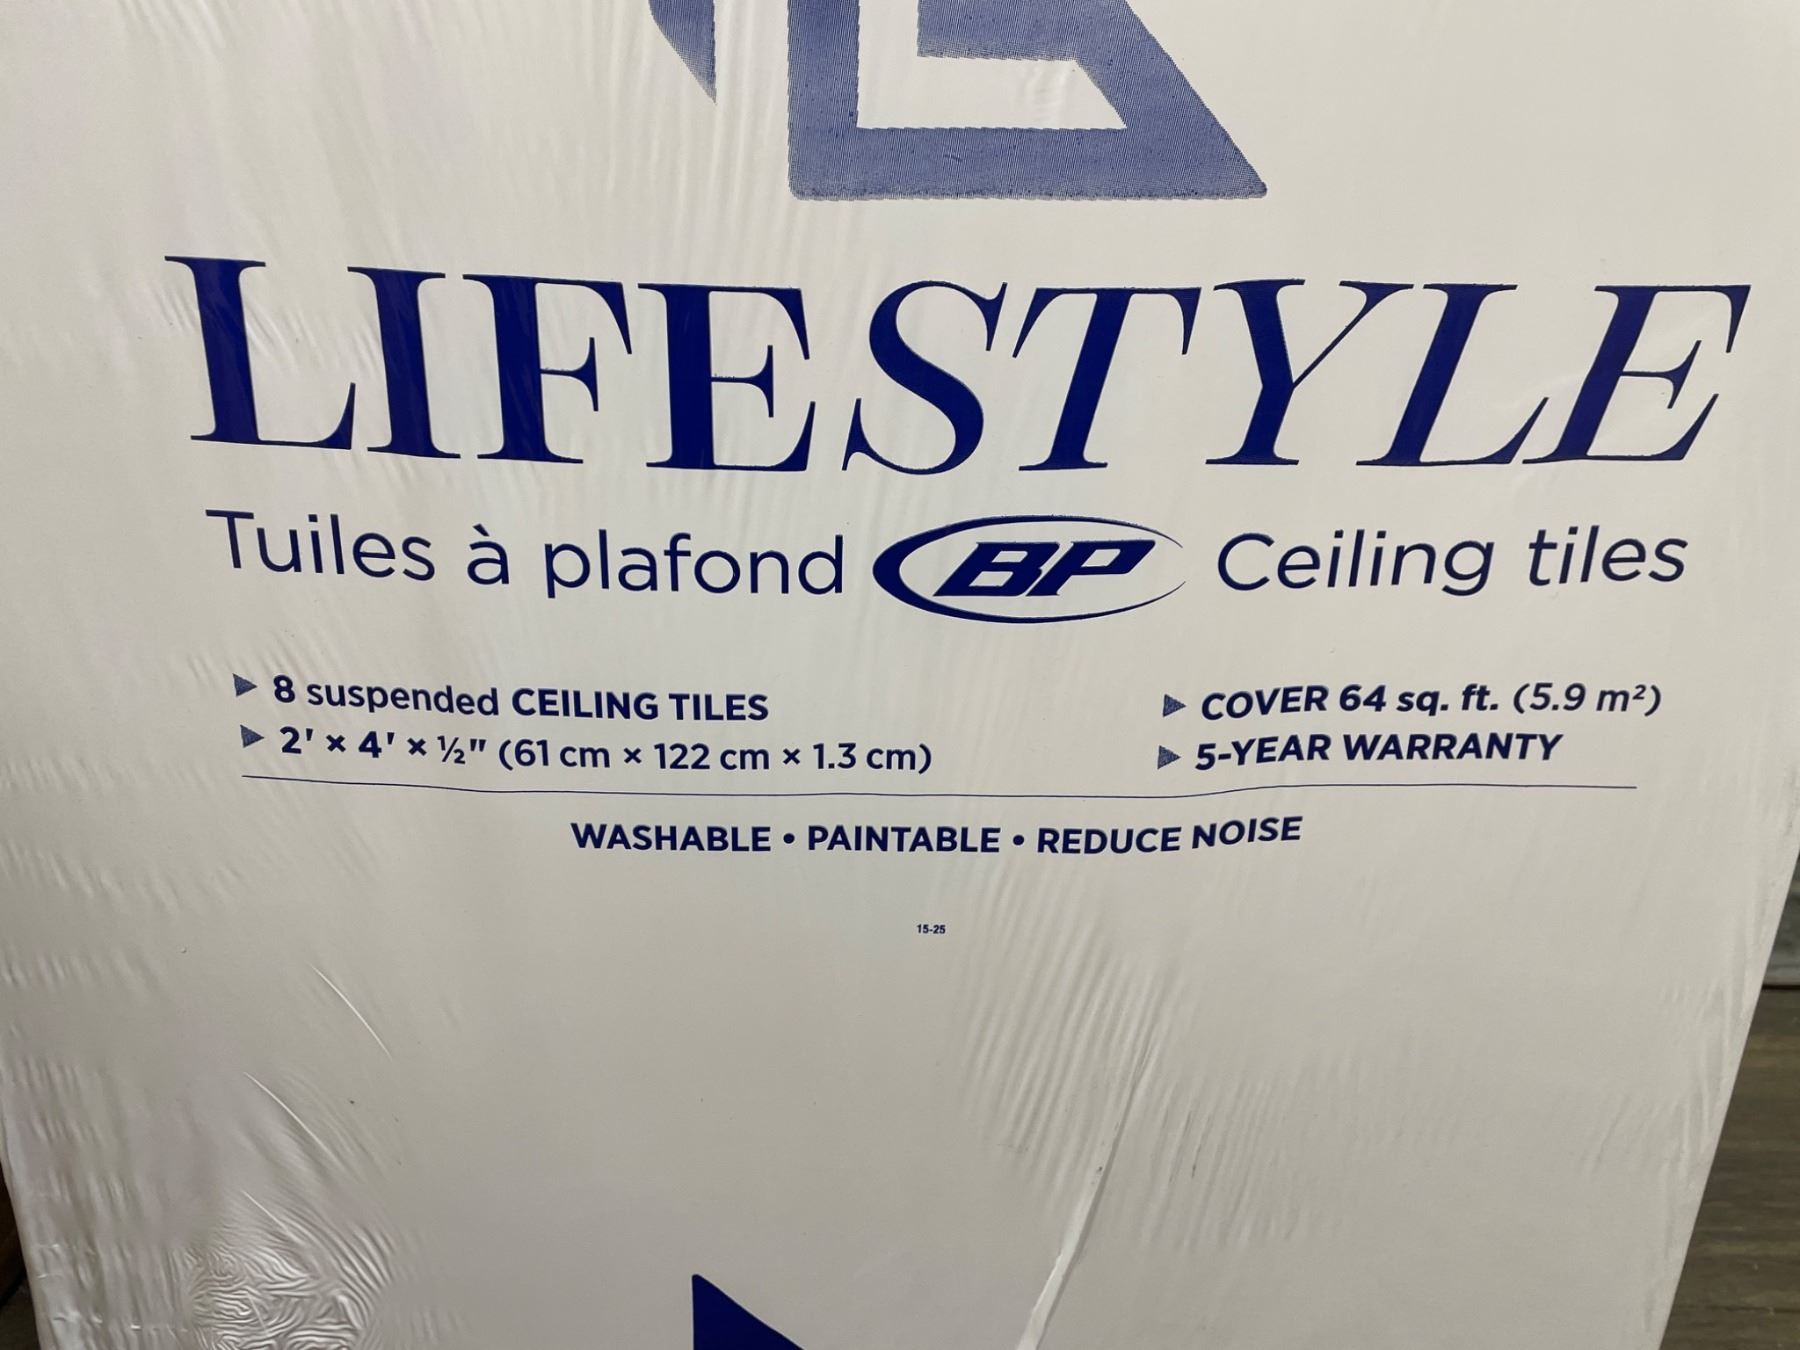 LIFESTYLE
Tuiles à plafond BP Ceiling tiles
▶ 8 suspended CEILING TILES
▶ 2' × 4' × ½" (61 cm × 122 cm × 1.3 cm)
▶ COVER 64 sq. ft. (5.9 m²)
▶ 5-YEAR WARRANTY
WASHABLE • PAINTABLE • REDUCE NOISE
15-25